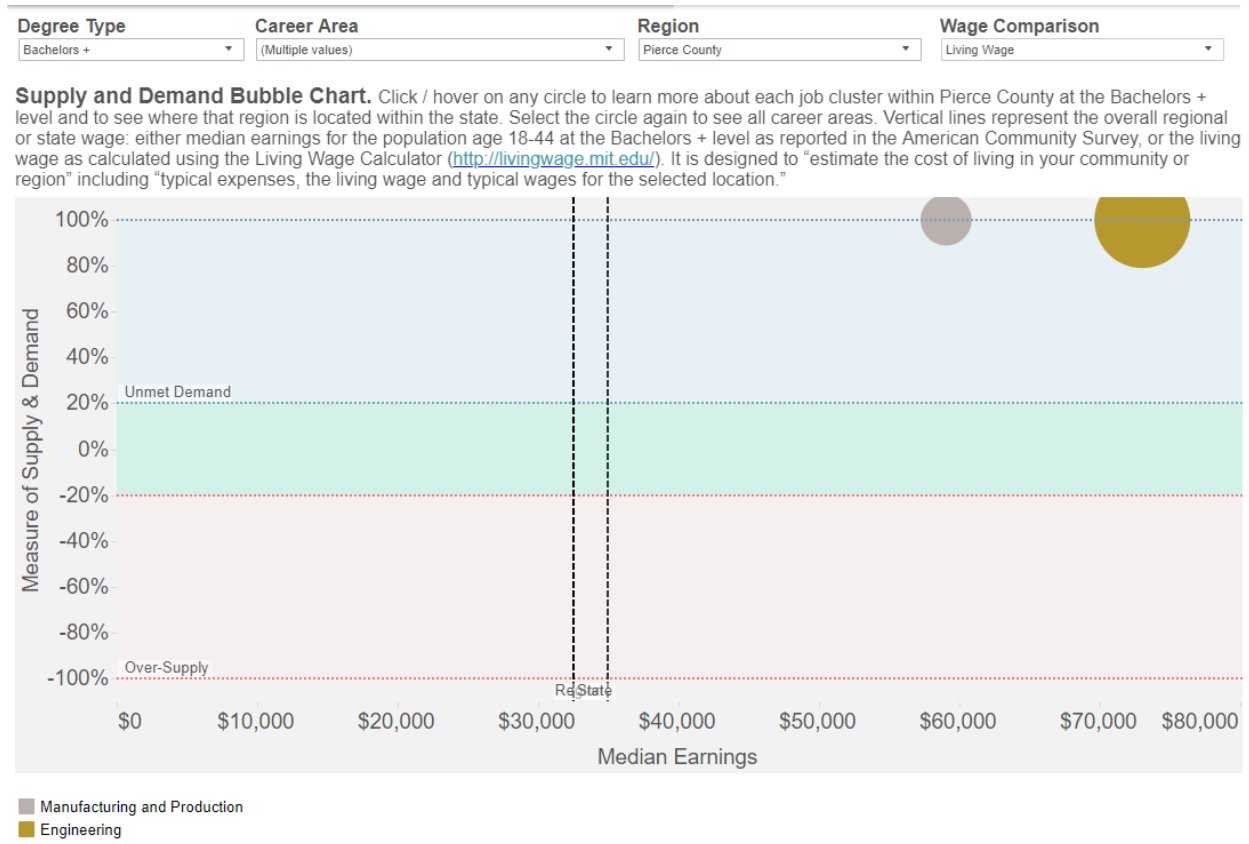 Degree Type Career Area Region Wage Comparison
Bachelors + (Multiple values) Pierce County Living Wage
Supply and Demand Bubble Chart. Click / hover on any circle to learn more about each job cluster within Pierce County at the Bachelors +
level and to see where that region is located within the state. Select the circle again to see all career areas. Vertical lines represent the overall regional
or state wage: either median earnings for the population age 18-44 at the Bachelors + level as reported in the American Community Survey, or the living
wage as calculated using the Living Wage Calculator (http://livingwage.mit.edu/). It is designed to “estimate the cost of living in your community or
region” including “typical expenses, the living wage and typical wages for the selected location.”
Measure of Supply & Demand
100%
80%
60%
40%
Unmet Demand
20%
0%
-20%
-40%
-60%
-80%
Over-Supply
-100%
State
$0 $10,000 $20,000 $30,000 $40,000 $50,000 $60,000 $70,000 $80,000
Median Earnings
Manufacturing and Production
Engineering